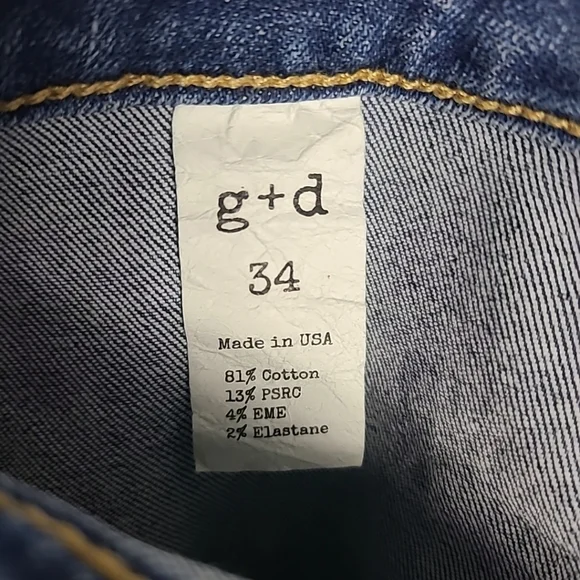 g+d
34
Made in USA
81% Cotton
13% PSRC
4% EME
2% Elastane